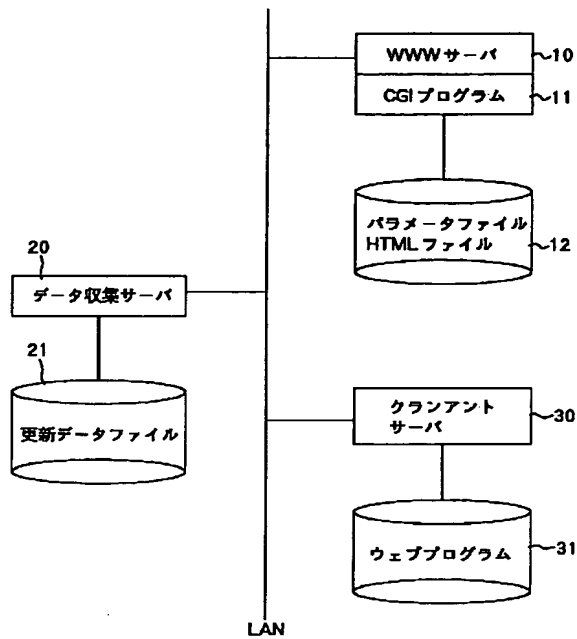 WWWサーバ
10
CGIプログラム
11
パラメータファイル
HTMLファイル
12
20
データ収集サーバ
21
更新データファイル
クランアント
サーバ
30
ウェブプログラム
31
LAN